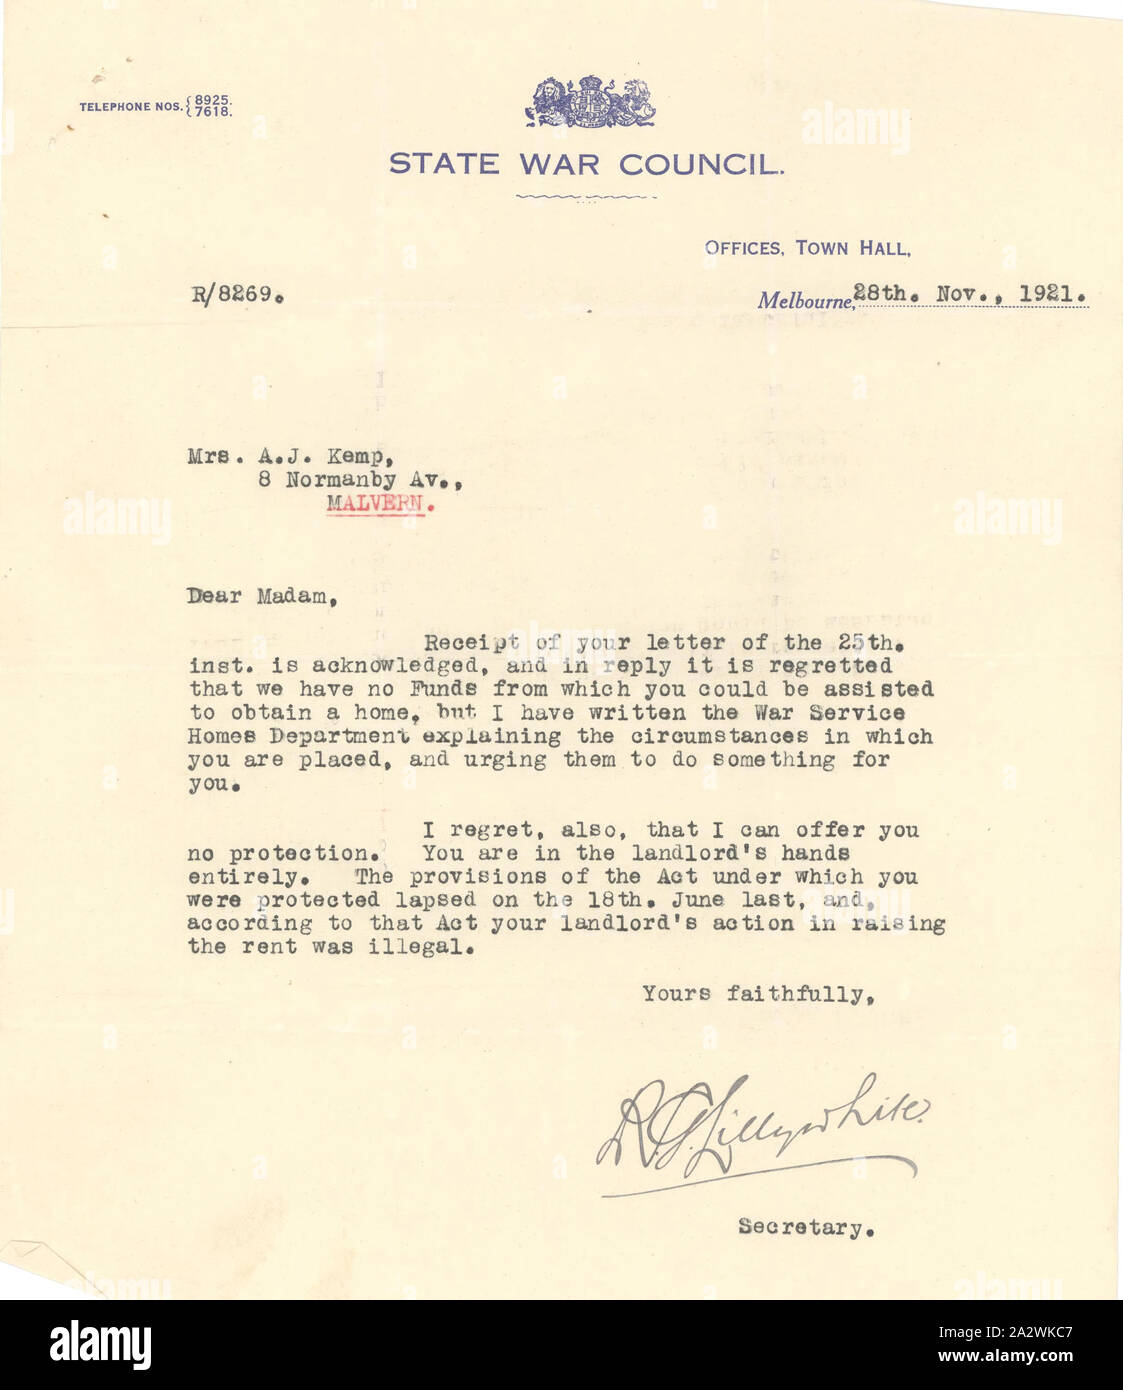 TELEPHONE NOS. { 8925.
7618.
STATE WAR COUNCIL.
OFFICES, TOWN HALL,
R/8269.
Melbourne, 28th. Nov., 1921.
Mrs. A.J. Kemp,
8 Normanby Av.,
MALVERN.
Dear Madam,
Receipt of your letter of the 25th.
inst. is acknowledged, and in reply it is regretted
that we have no Funds from which you could be assisted
to obtain a home, but I have written the War Service
Homes Department explaining the circumstances in which
you are placed, and urging them to do something for
you.
I regret, also, that I can offer you
no protection. You are in the landlord's hands
entirely. The provisions of the Act under which you
were protected lapsed on the 18th. June last, and,
according to that Act your landlord's action in raising
the rent was illegal.
Yours faithfully,
R.G. Lillywhite.
Secretary.
alamy
Image ID: 2A2WKC7
www.alamy.com